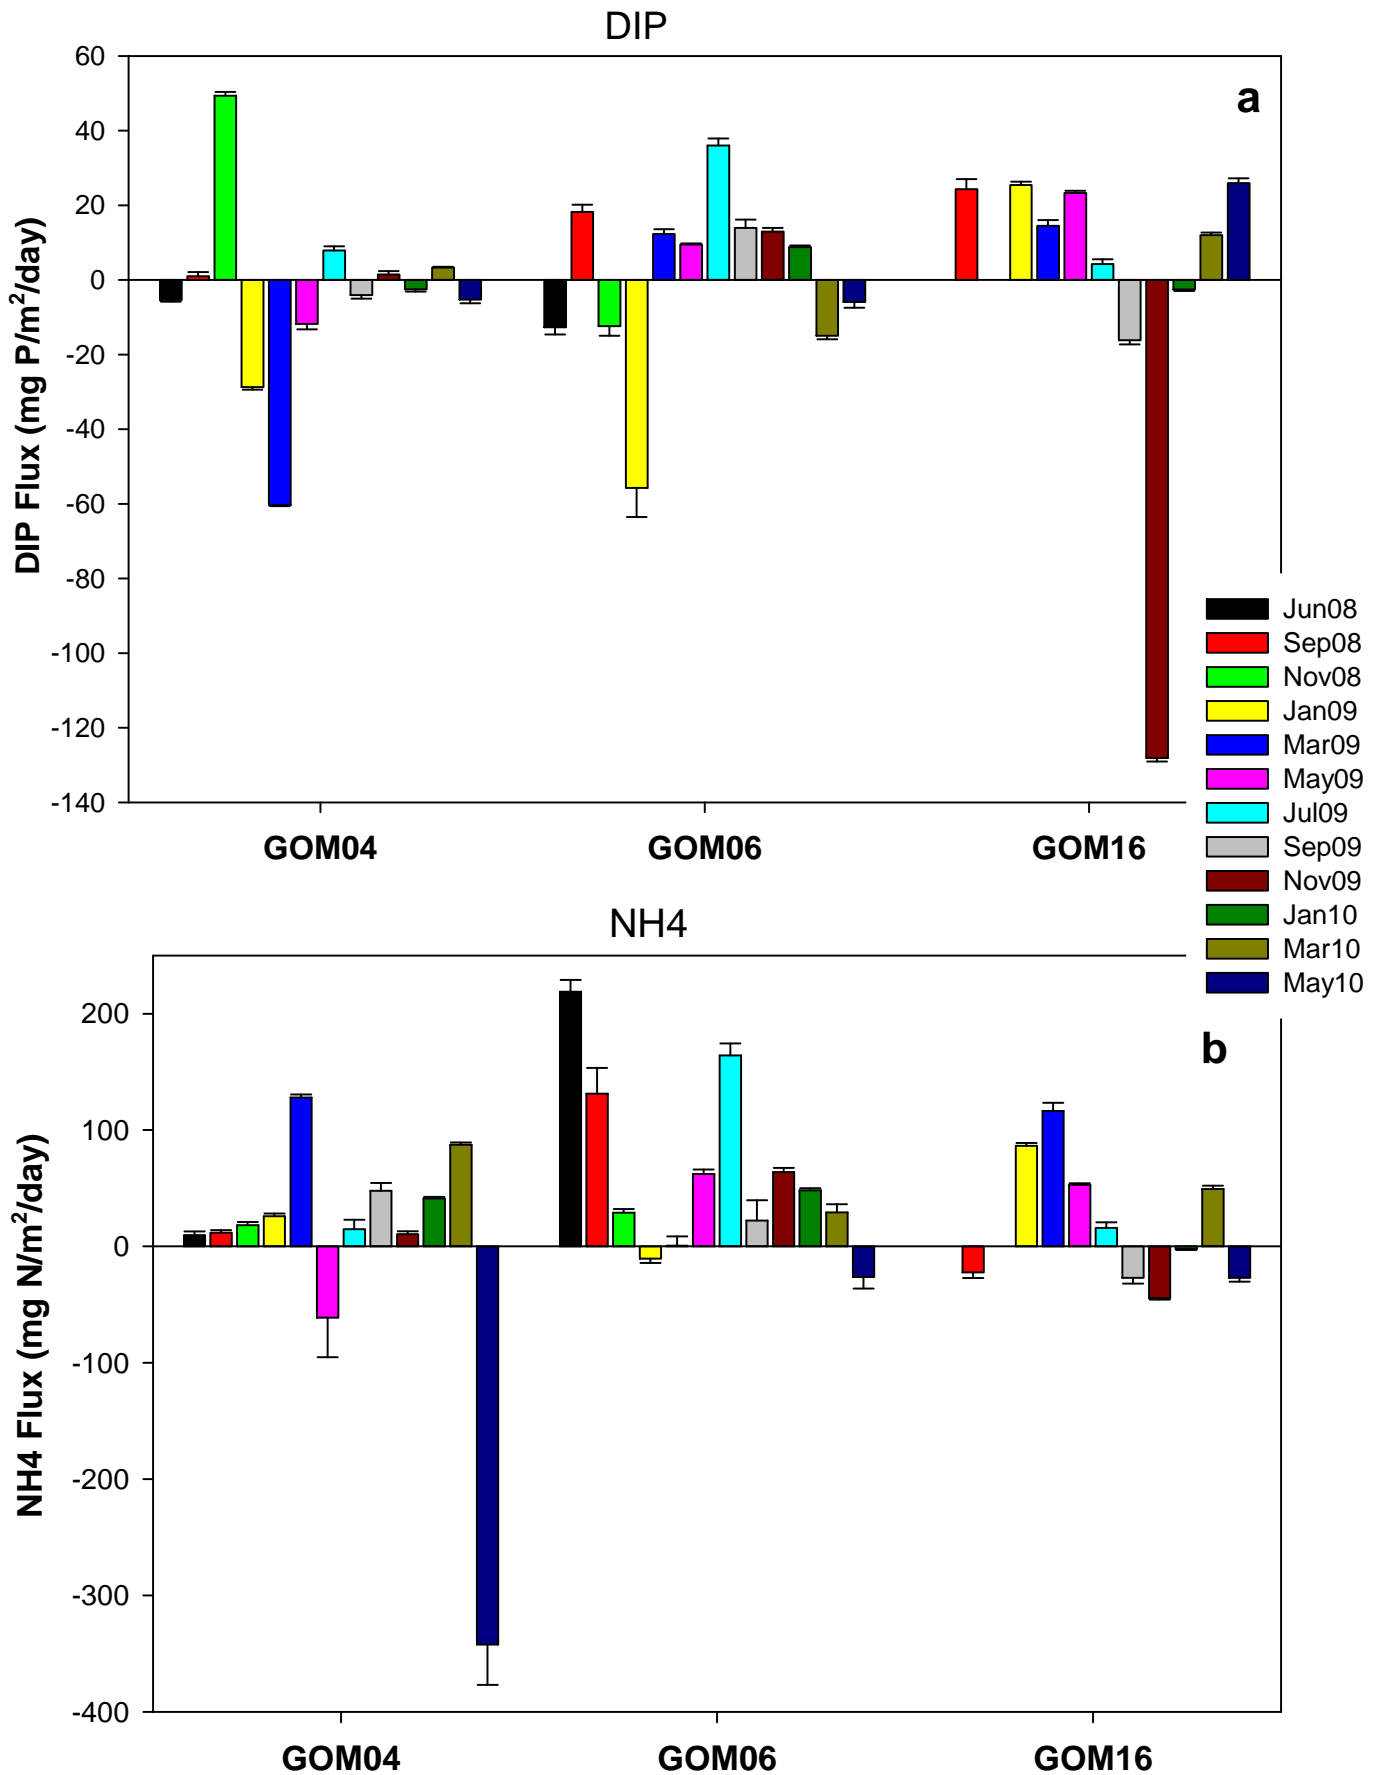 DIP
a
60
40
20
0
-20
-40
-60
-80
-100
-120
-140
DIP Flux (mg P/m²/day)
GOM04 GOM06 GOM16
Jun08
Sep08
Nov08
Jan09
Mar09
May09
Jul09
Sep09
Nov09
Jan10
Mar10
May10
NH4
b
200
100
0
-100
-200
-300
-400
NH4 Flux (mg N/m²/day)
GOM04 GOM06 GOM16